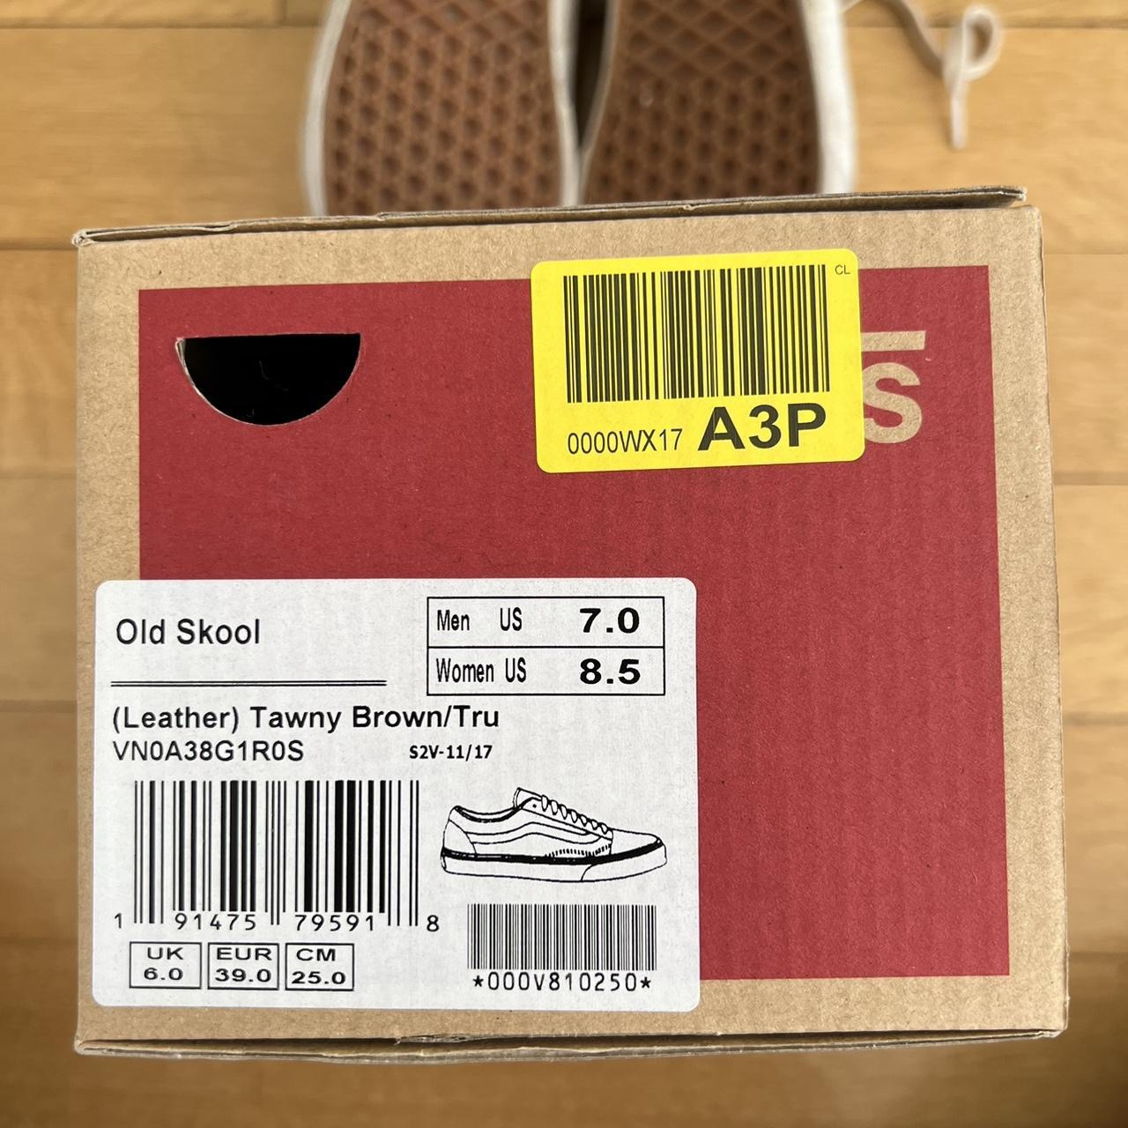 CL
0000WX17 A3P
S
Old Skool
Men US 7.0
Women US 8.5
(Leather) Tawny Brown/Tru
VN0A38G1R0S S2V-11/17
1 91475 79591 8
UK EUR CM
6.0 39.0 25.0
*000V810250*